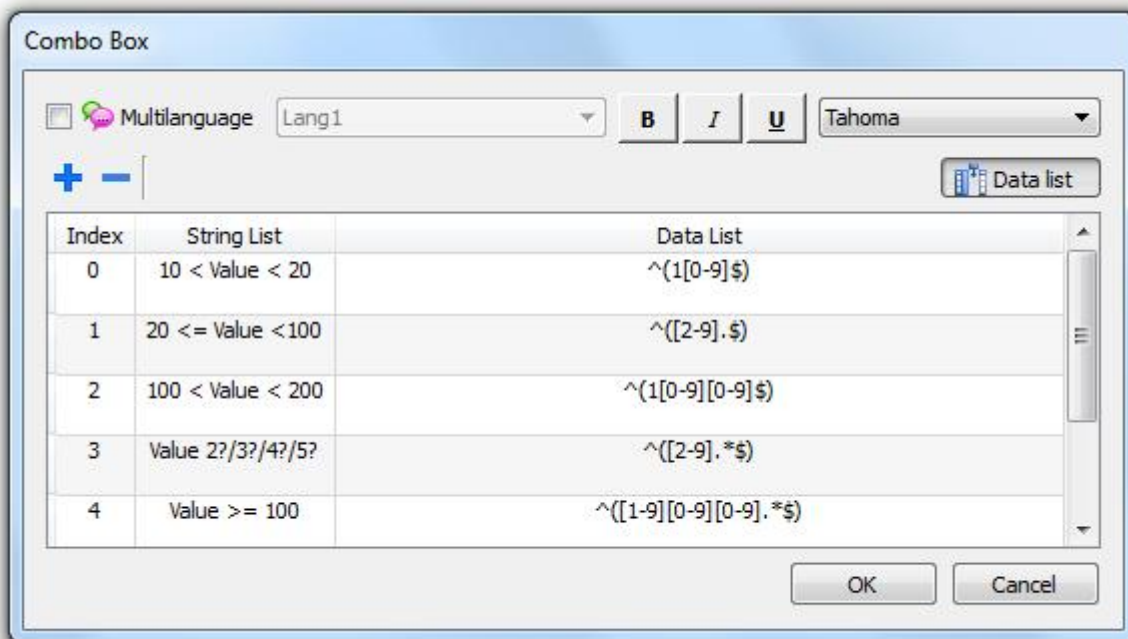 Combo Box
Multilanguage Lang1 B I U Tahoma
Data list
Index String List Data List
0 10 < Value < 20 ^(1[0-9]$)
1 20 <= Value <100 ^([2-9].$)
2 100 < Value < 200 ^(1[0-9][0-9]$)
3 Value 2?/3?/4?/5? ^([2-9].*$)
4 Value >= 100 ^([1-9][0-9][0-9].*$)
OK Cancel